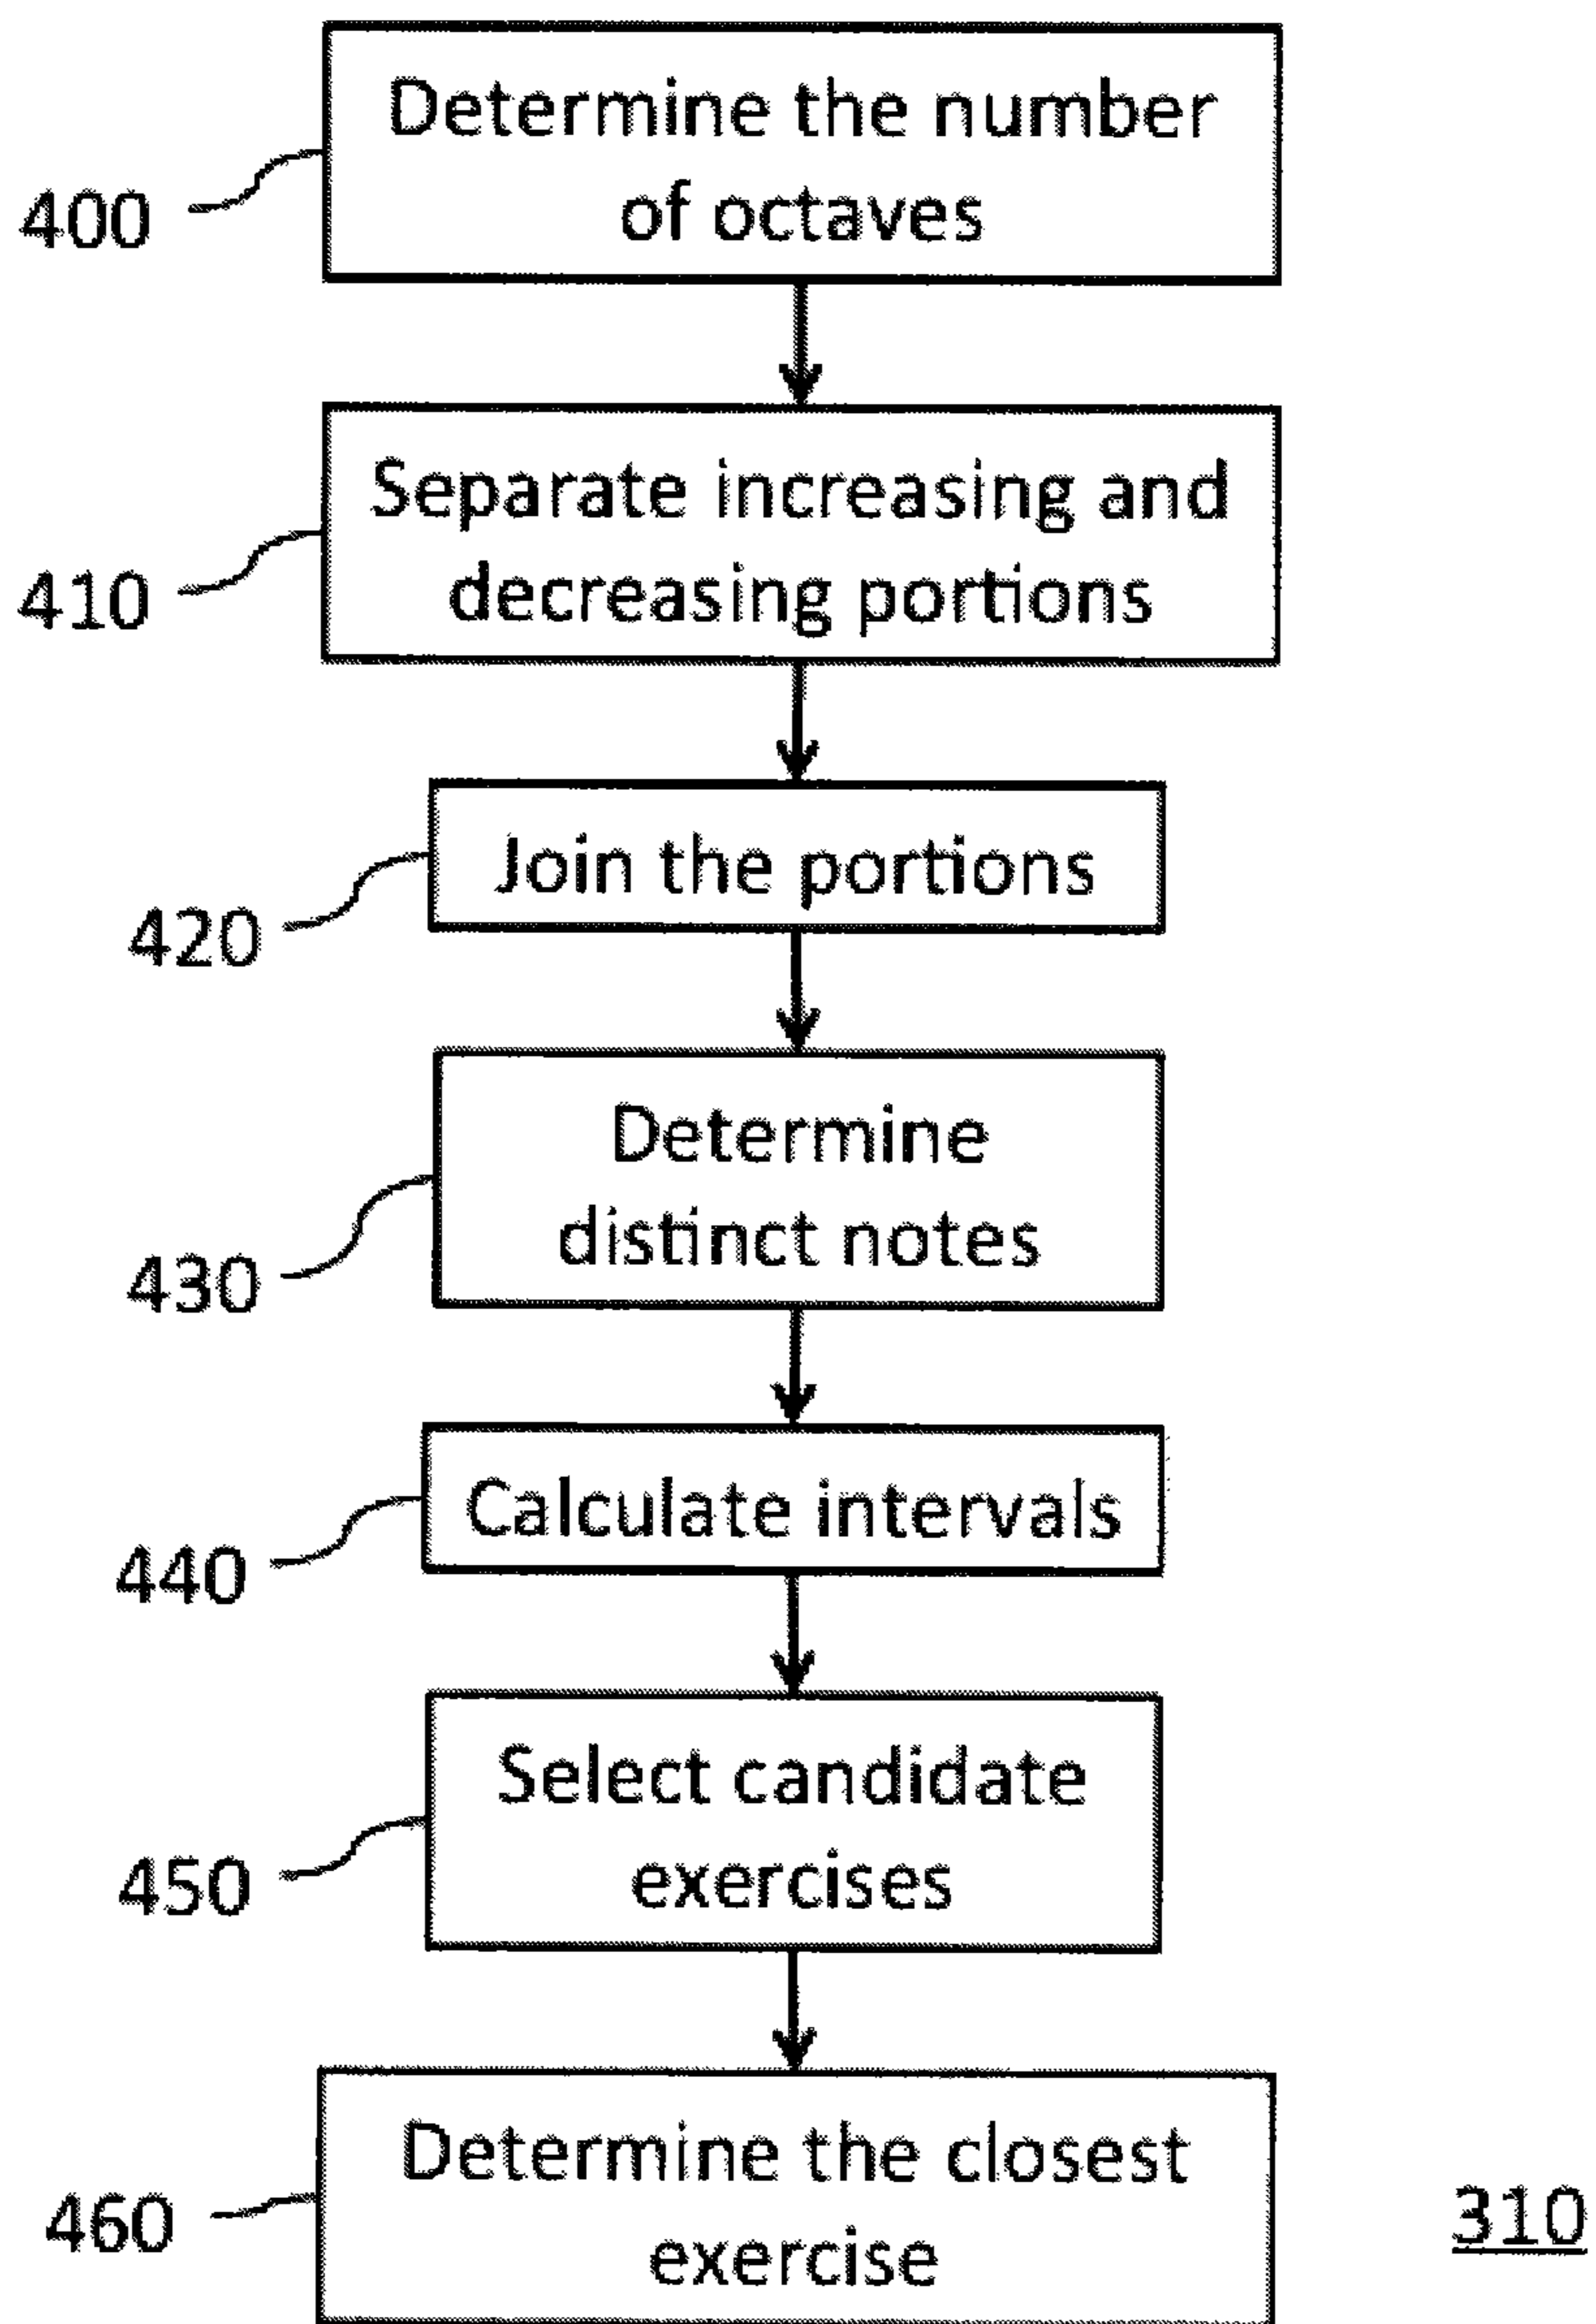 Determine the number
of octaves
400
Separate increasing and
decreasing portions
410
Join the portions
420
Determine
distinct notes
430
Calculate intervals
440
Select candidate
exercises
450
Determine the closest
exercise
460
310